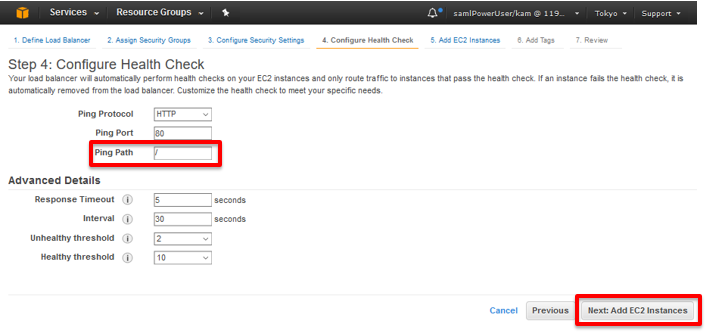 Services Resource Groups samlPowerUser/kam @ 119... Tokyo Support
1. Define Load Balancer 2. Assign Security Groups 3. Configure Security Settings 4. Configure Health Check 5. Add EC2 Instances 6. Add Tags 7. Review
Step 4: Configure Health Check
Your load balancer will automatically perform health checks on your EC2 instances and only route traffic to instances that pass the health check. If an instance fails the health check, it is
automatically removed from the load balancer. Customize the health check to meet your specific needs.
Ping Protocol HTTP
Ping Port 80
Ping Path /
Advanced Details
Response Timeout i 5 seconds
Interval i 30 seconds
Unhealthy threshold i 2
Healthy threshold i 10
Cancel Previous Next: Add EC2 Instances